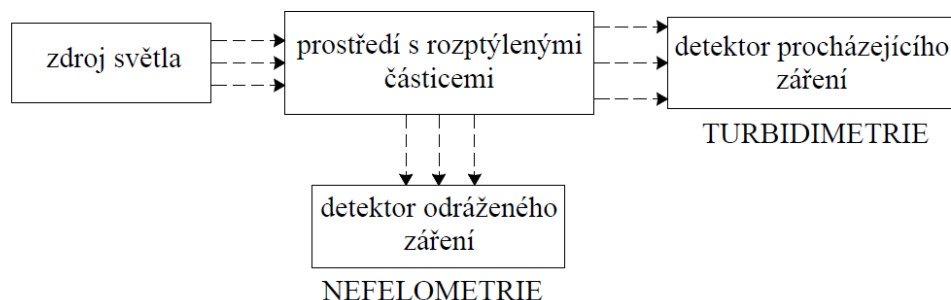 zdroj světla
prostředí s rozptýlenými
částicemi
detektor procházejícího
záření
TURBIDIMETRIE
detektor odráženého
záření
NEFELOMETRIE